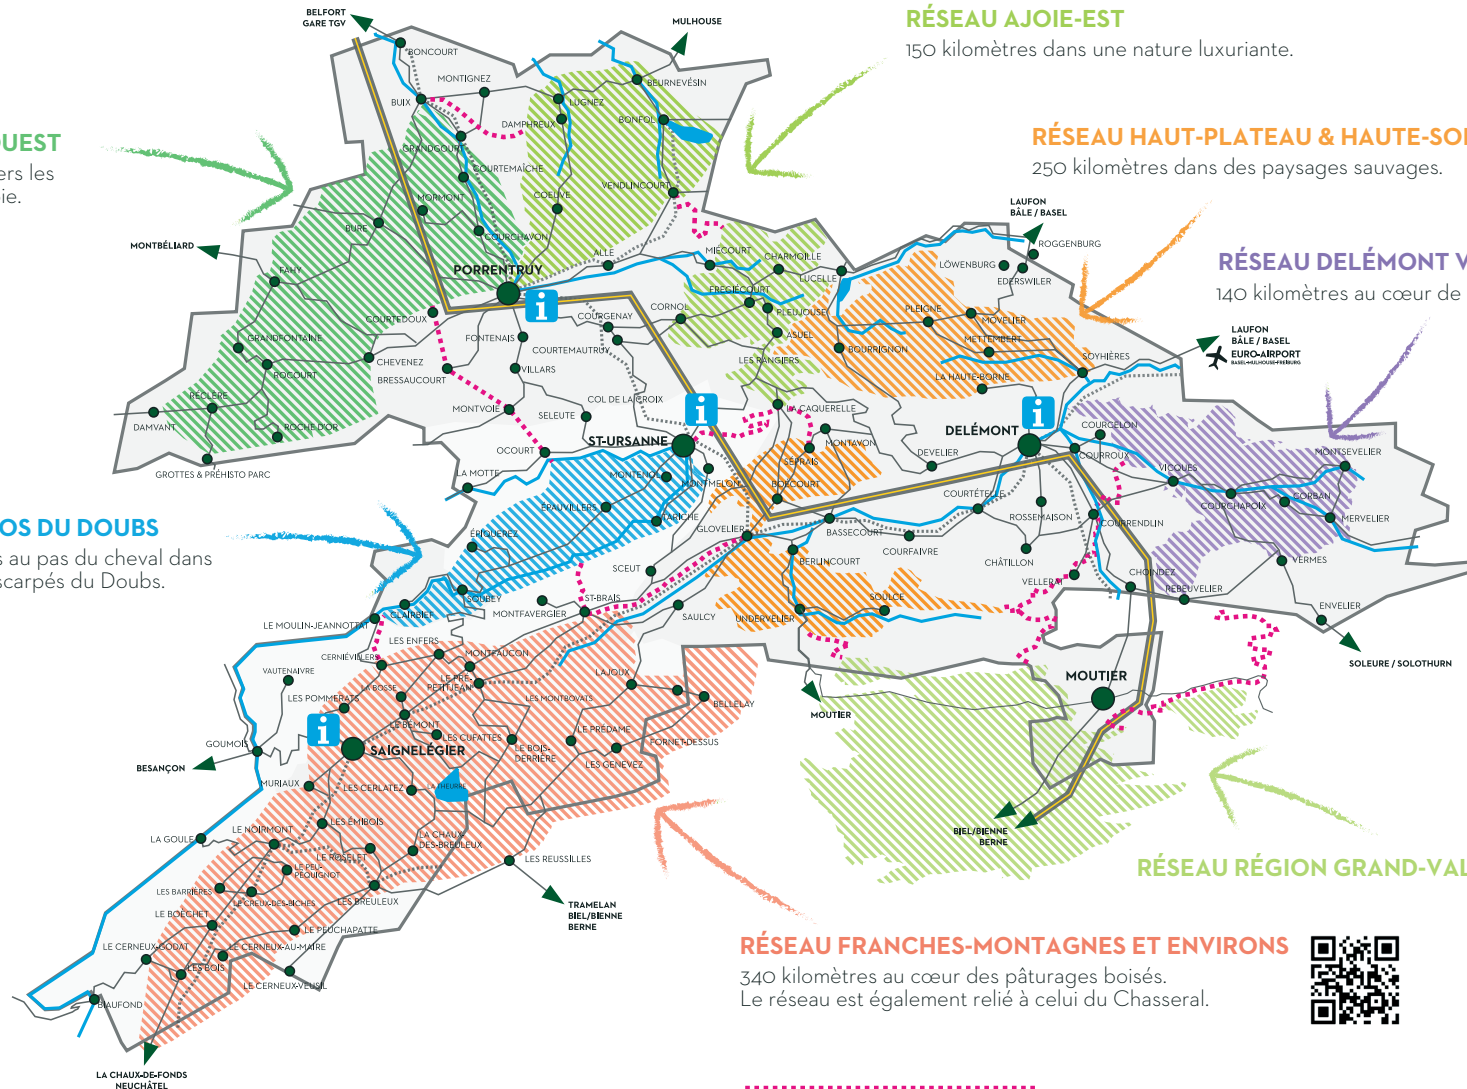 BELFORT
GARE TGV
MULHOUSE
RÉSEAU AJOIE-EST
150 kilomètres dans une nature luxuriante.
BONCOURT
MONTIGNEZ
BEURNEVÉSIN
BUIX
LUGNEZ
DAMPHREUX
BONFOL
OUEST
ers les
ie.
RÉSEAU HAUT-PLATEAU & HAUTE-SO
250 kilomètres dans des paysages sauvages.
GRANDGOURT
COURTEMAÎCHE
VENDLINCOURT
MORMONT
COEUVE
BURE
COURCHAVON
LAUFON
BÂLE / BASEL
ROGGENBURG
MONTBÉLIARD
ALLE
MIÉCOURT
CHARMOILLE
LUCELLE
LÖWENBURG
EDERSWILER
FAHY
PORRENTRUY
RÉSEAU DELÉMONT V
140 kilomètres au cœur de
FREGIÉCOURT
CORNOL
PLEUJOUSE
PLEIGNE
MOVELIER
COURTEDOUX
COURGENAY
ASUEL
METTEMBERT
LAUFON
BÂLE / BASEL
EURO-AIRPORT
BASEL-MULHOUSE-FREIBURG
GRANDFONTAINE
FONTENAIS
COURTEMAUTRUY
BOURRIGNON
CHEVENEZ
LES RANGIERS
SOYHIÈRES
ROCOURT
BRESSAUCOURT
VILLARS
LA HAUTE-BORNE
RÉCLÈRE
MONTVOIE
SELEUTE
COL DE LA CROIX
LA CAQUERELLE
DAMVANT
ROCHE D'OR
ST-URSANNE
MONTAVON
DELÉMONT
COURCELON
OCOURT
SÉPRAIS
DEVELIER
COURROUX
MONTSEVELIER
GROTTES & PRÉHISTO PARC
LA MOTTE
MONTENOL
MONTMELON
BOÉCOURT
VICQUES
COURTÉTELLE
CORBAN
COURCHAPOIX
ÉPAUVILLERS
TARICHE
GLOVELIER
ROSSEMAISON
COURRENDLIN
MERVELIER
OS DU DOUBS
s au pas du cheval dans
scarpés du Doubs.
ÉPIQUEREZ
BASSECOURT
COURFAIVRE
CHÂTILLON
VERMES
SCEUT
BERLINCOURT
VELLERAT
CHOINDEZ
SOUBEY
ST-BRAIS
SOULCE
REBEUVELIER
CLAIRBIEF
MONTFAVERGIER
SAULCY
UNDERVELIER
ENVELIER
LE MOULIN-JEANNOTTAT
LES ENFERS
CERNIÉVILLERS
MONTFAUCON
SOLEURE / SOLOTHURN
VAUTENAIVRE
LE PRÉ-
PETITJEAN
LAJOUX
MOUTIER
LA BOSSE
LES POMMERATS
LES MONTBOVATS
BELLELAY
MOUTIER
LE BÉMONT
LES CUFATTES
LE PRÉDAME
GOUMOIS
SAIGNELÉGIER
LE BOIS-
DERRIÈRE
FORNET-DESSUS
BESANÇON
LES GENEVEZ
MURIAUX
LES CERLATEZ
LA THEURRE
LES ÉMIBOIS
LE NOIRMONT
LA CHAUX-
DES-BREULEUX
BIEL/BIENNE
BERNE
LA GOULE
LE ROSELET
LES REUSSILLES
RÉSEAU RÉGION GRAND-VAL
LE PEU-
PÉQUIGNOT
LES BARRIÈRES
LE CREUX-DES-BICHES
LES BREULEUX
TRAMELAN
BIEL/BIENNE
BERNE
LE BOÉCHET
LE PEUCHAPATTE
LE CERNEUX-GODAT
LE CERNEUX-AU-MAIRE
RÉSEAU FRANCHES-MONTAGNES ET ENVIRONS
340 kilomètres au cœur des pâturages boisés.
Le réseau est également relié à celui du Chasseral.
LES BOIS
LE CERNEUX-VEUSIL
BIAUFOND
LA CHAUX-DE-FONDS
NEUCHÂTEL